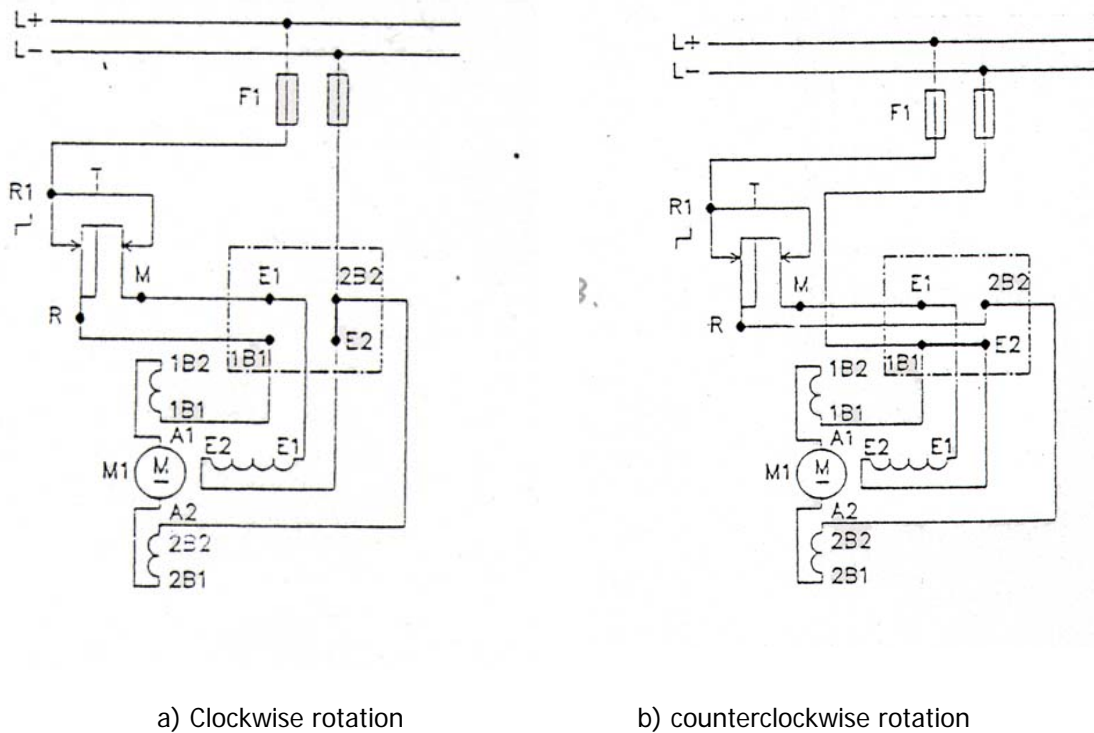 L+
L-
F1
R1
T
M
E1
2B2
R
1B1
E2
1B2
1B1
A1
E2
E1
M1
M
A2
2B2
2B1
L+
L-
F1
T
R1
M
E1
2B2
R
1B1
E2
1B2
1B1
A1
E2
E1
M1
M
A2
2B2
2B1
a) Clockwise rotation
b) counterclockwise rotation